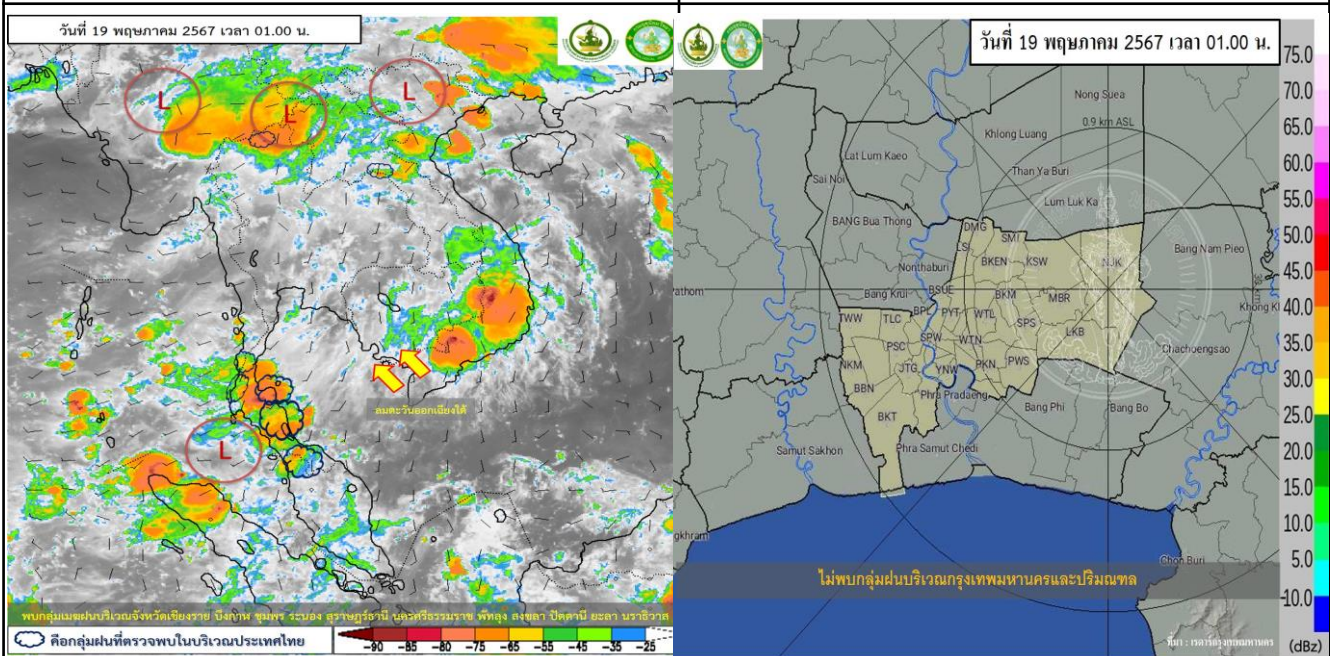 วันที่ 19 พฤษภาคม 2567 เวลา 01.00 น.
L
L
L
L
ลมตะวันออกเฉียงใต้
พบกลุ่มเมฆฝนบริเวณจังหวัดเชียงราย บึงกาฬ ชุมพร ระนอง สุราษฎร์ธานี นครศรีธรรมราช พัทลุง สงขลา ปัตตานี ยะลา นราธิวาส
คือกลุ่มฝนที่ตรวจพบในบริเวณประเทศไทย
-90 -85 -80 -75 -65 -55 -45 -35 -25
วันที่ 19 พฤษภาคม 2567 เวลา 01.00 น.
Nong Suea
0.9 km ASL
Khlong Luang
Lat Lum Kaeo
Than Ya Buri
Sai Noi
Lum Luk Ka
BANG Bua Thong
DMG
SMI
LSI
Bang Nam Pieo
BKEN
KSW
NJK
Nonthaburi
BSUE
Bang Krui
BKM
MBR
Pathom
TWW
TLC
BPL
PYT
WTL
SPS
LKB
PSC
SPW
WTN
Chachoengsao
NKM
JTG
YNW
PKN
PWS
BBN
Phra Pradaeng
BKT
Bang Phi
Bang Bo
Samut Sakhon
Phra Samut Chedi
gkhram
Chon Buri
ไม่พบกลุ่มฝนบริเวณกรุงเทพมหานครและปริมณฑล
ที่มา : เรดาร์กรุงเทพมหานคร
75.0
70.0
65.0
60.0
55.0
50.0
45.0
40.0
35.0
30.0
25.0
20.0
15.0
10.0
5.0
-10.0
(dBz)